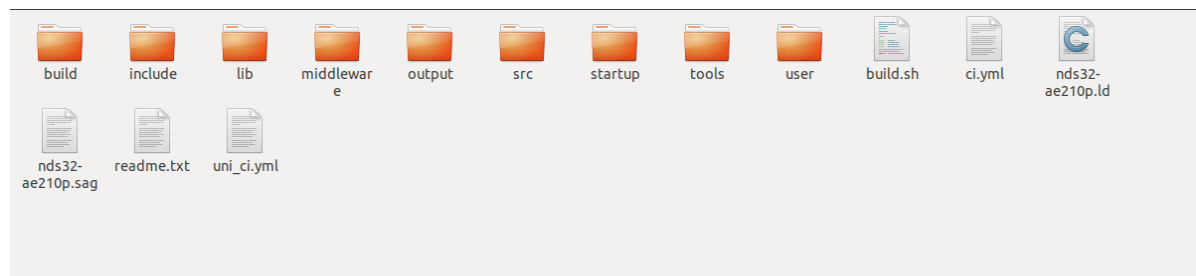 build
include
lib
middlewar
e
output
src
startup
tools
user
build.sh
ci.yml
nds32-
ae210p.ld
nds32-
ae210p.sag
readme.txt
uni_ci.yml